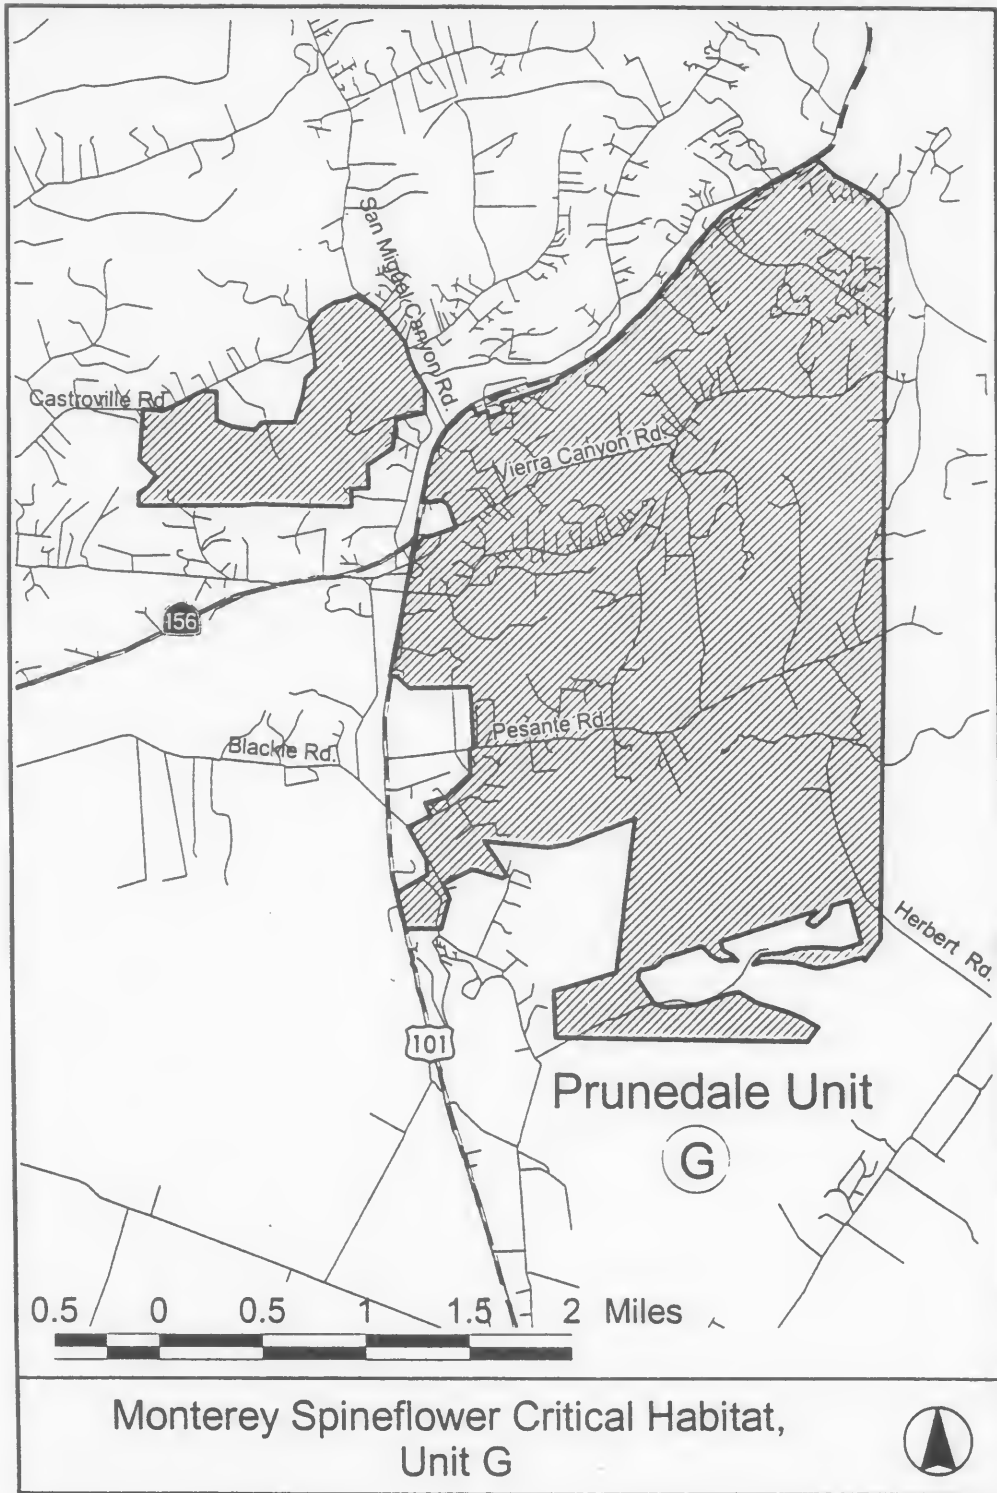 San Miguel Canyon Rd.
Castroville Rd
Vierra Canyon Rd.
156
Pesante Rd.
Blackie Rd.
Herbert Rd.
101
Prunedale Unit
G
0.5 0 0.5 1 1.5 2 Miles
Monterey Spineflower Critical Habitat,
Unit G